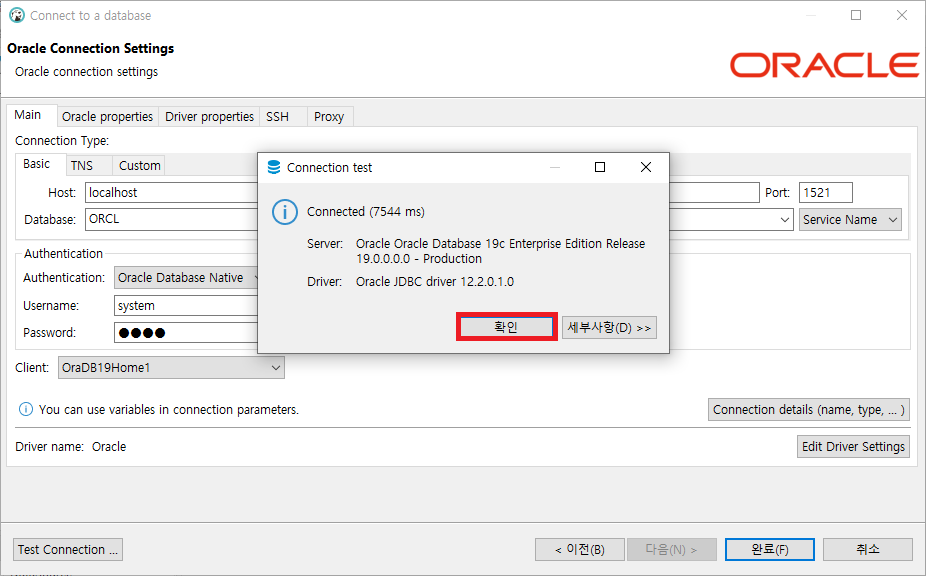 Connect to a database
Oracle Connection Settings
Oracle connection settings
ORACLE
Main Oracle properties Driver properties SSH Proxy
Connection Type:
Basic TNS Custom
Host: localhost Port: 1521
Database: ORCL Service Name
Authentication
Authentication: Oracle Database Native
Username: system
Password: ●●●●
Connection test
Connected (7544 ms)
Server: Oracle Oracle Database 19c Enterprise Edition Release
19.0.0.0.0 - Production
Driver: Oracle JDBC driver 12.2.0.1.0
확인 세부사항(D) >>
Client: OraDB19Home1
You can use variables in connection parameters. Connection details (name, type, ... )
Driver name: Oracle Edit Driver Settings
Test Connection ... < 이전(B) 다음(N) > 완료(F) 취소